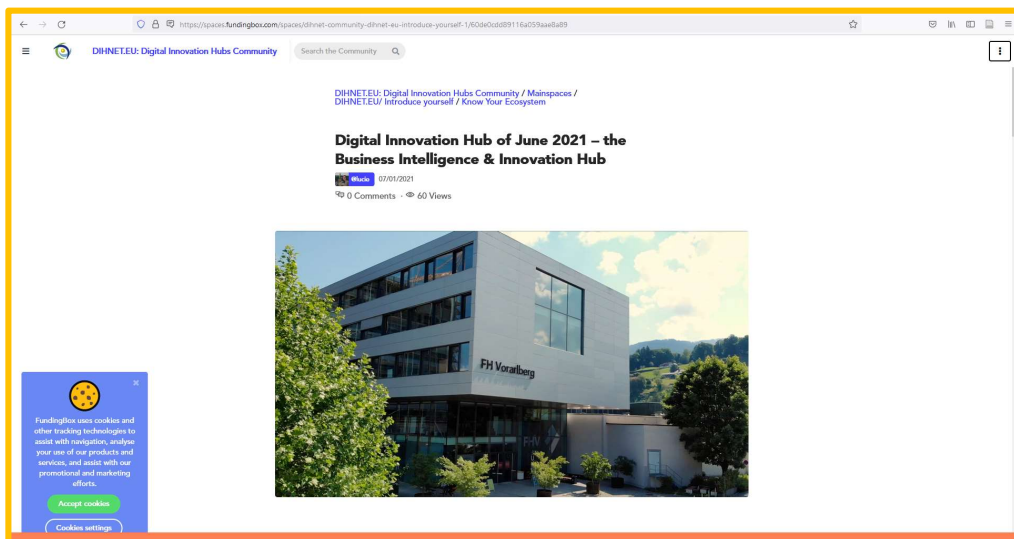 https://spaces.fundingbox.com/spaces/dihnet-community-dihnet-eu-introduce-yourself-1/60de0cdd89116a059aae8a89
DIHNET.EU: Digital Innovation Hubs Community
Search the Community
DIHNET.EU: Digital Innovation Hubs Community / Mainspaces /
DIHNET.EU/ Introduce yourself / Know Your Ecosystem
Digital Innovation Hub of June 2021 – the
Business Intelligence & Innovation Hub
@lucio 07/01/2021
0 Comments · 60 Views
FH Vorarlberg
FHV
FundingBox uses cookies and
other tracking technologies to
assist with navigation, analyse
your use of our products and
services, and assist with our
promotional and marketing
efforts.
Accept cookies
Cookies settings